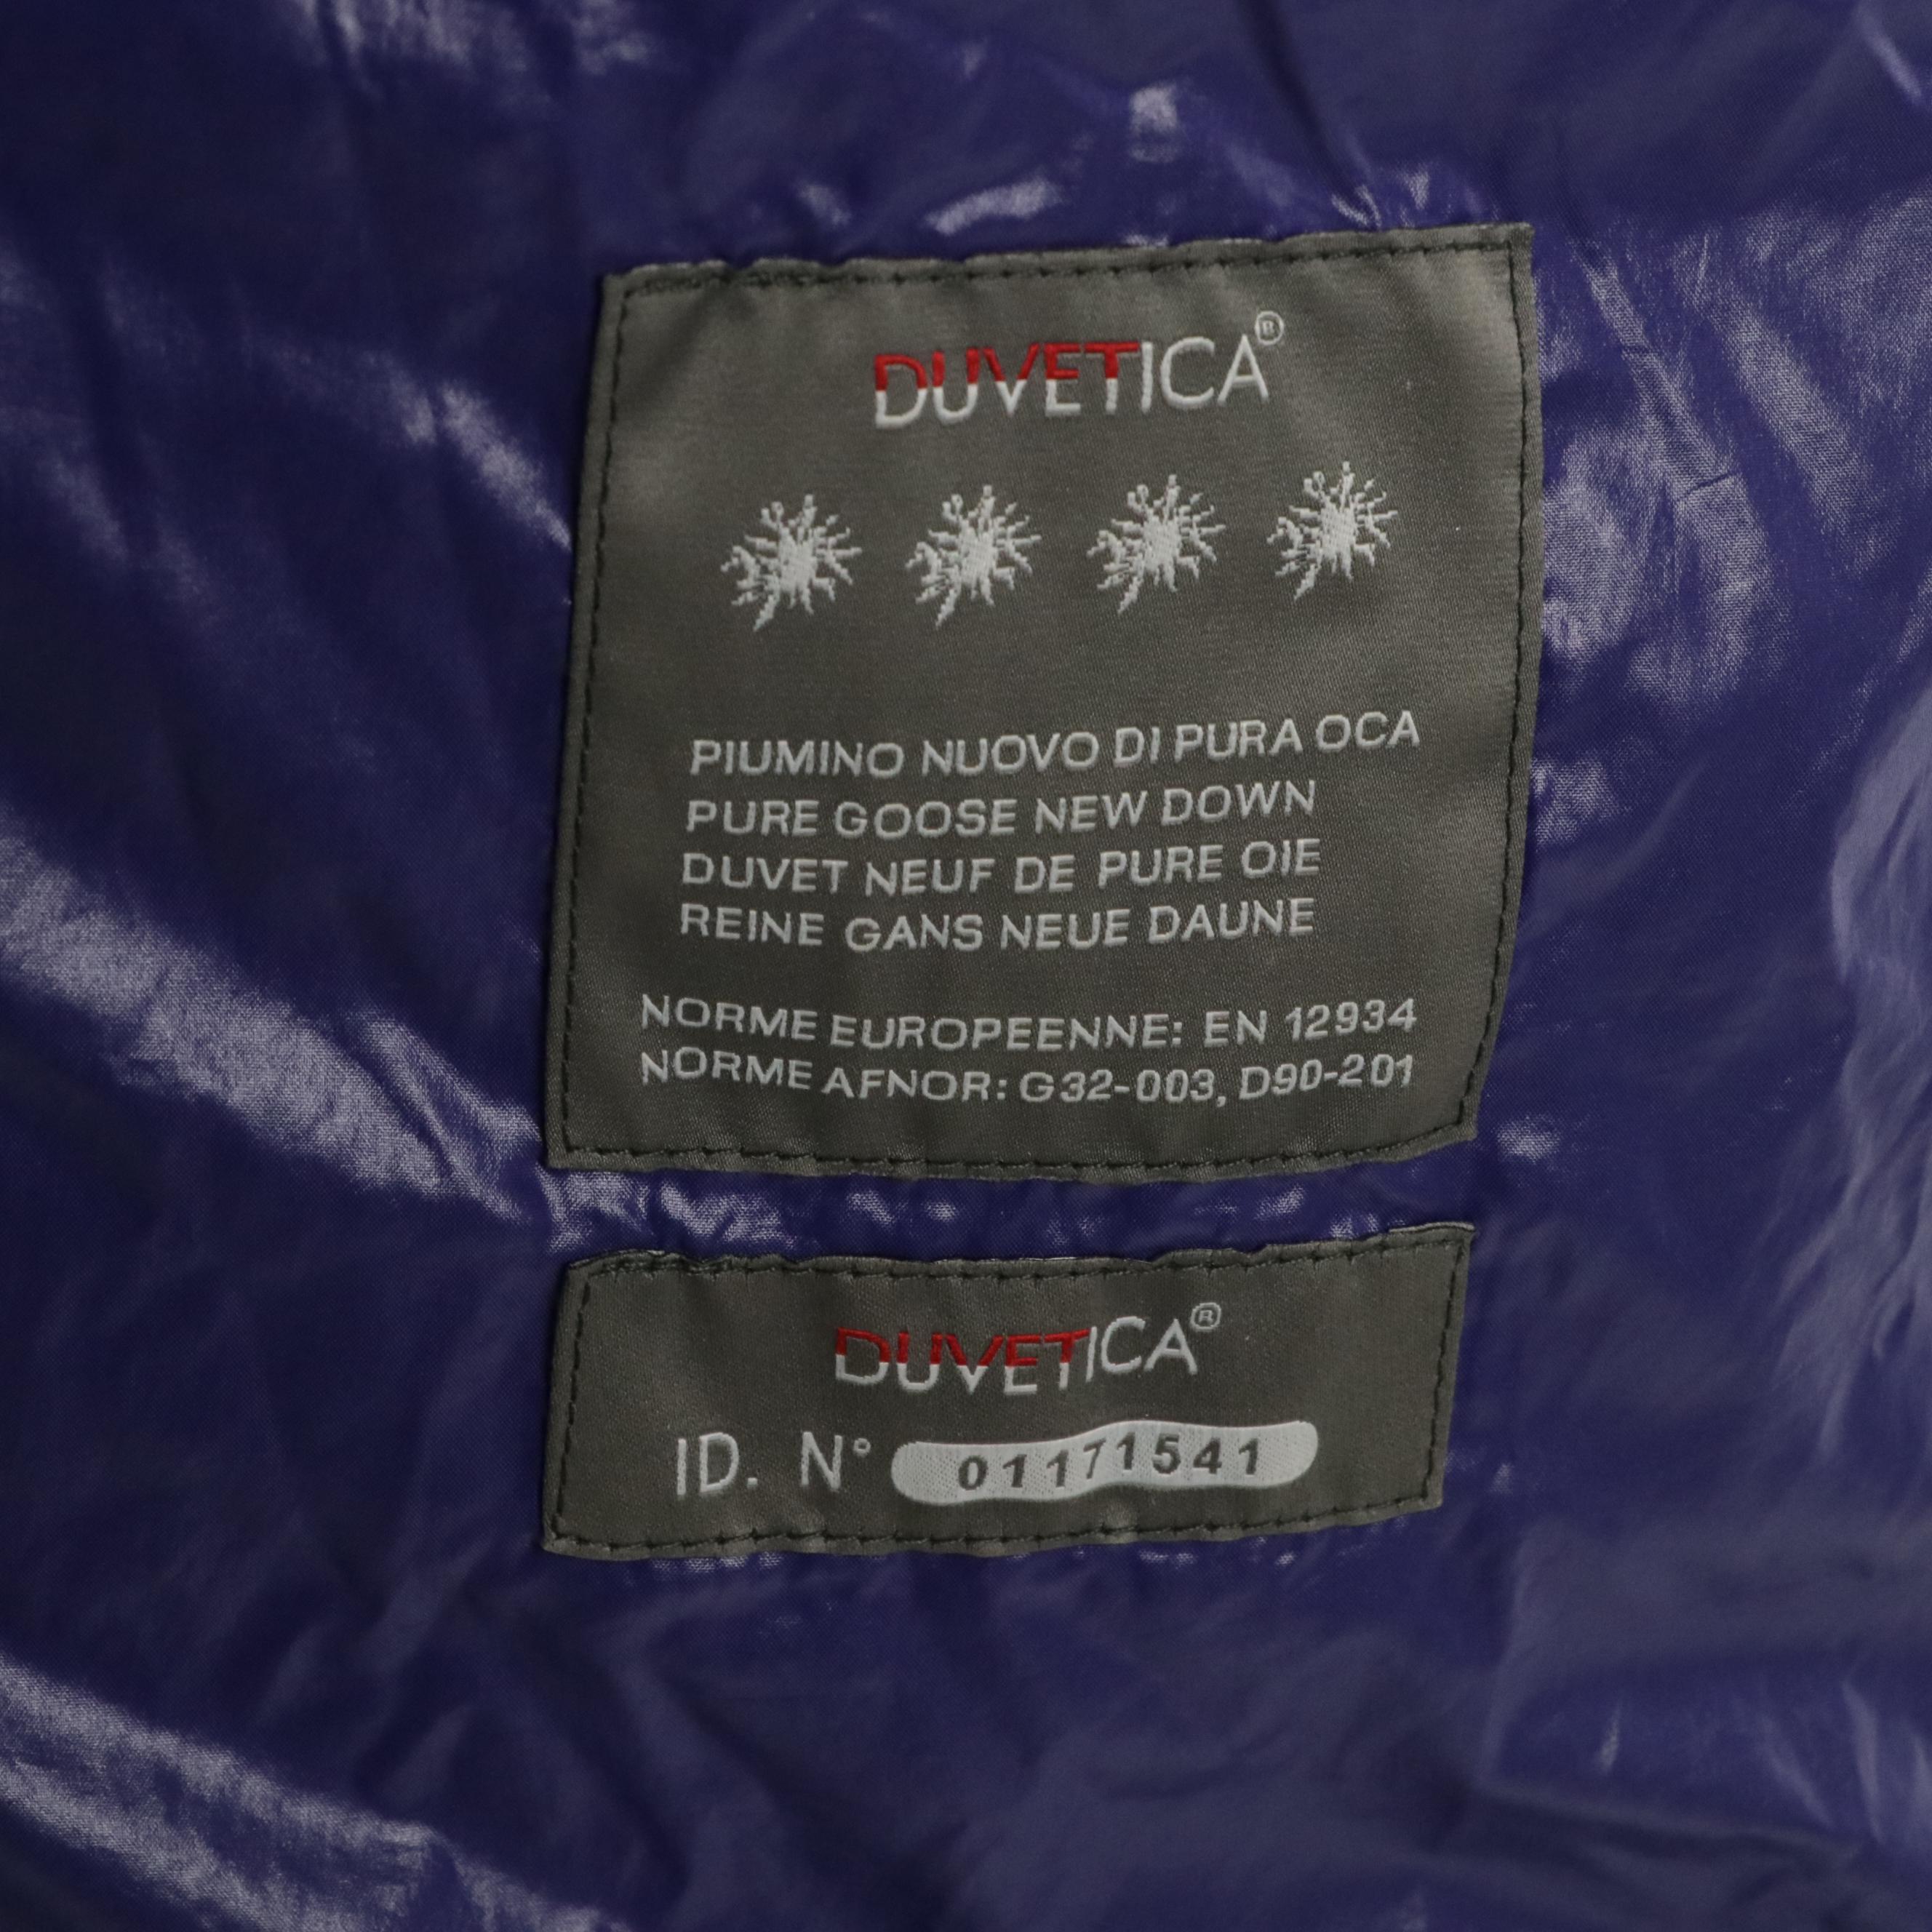 DUVETICA®
PIUMINO NUOVO DI PURA OCA
PURE GOOSE NEW DOWN
DUVET NEUF DE PURE OIE
REINE GANS NEUE DAUNE
NORME EUROPEENNE: EN 12934
NORME AFNOR: G32-003, D90-201
DUVETICA®
ID. N° 01171541